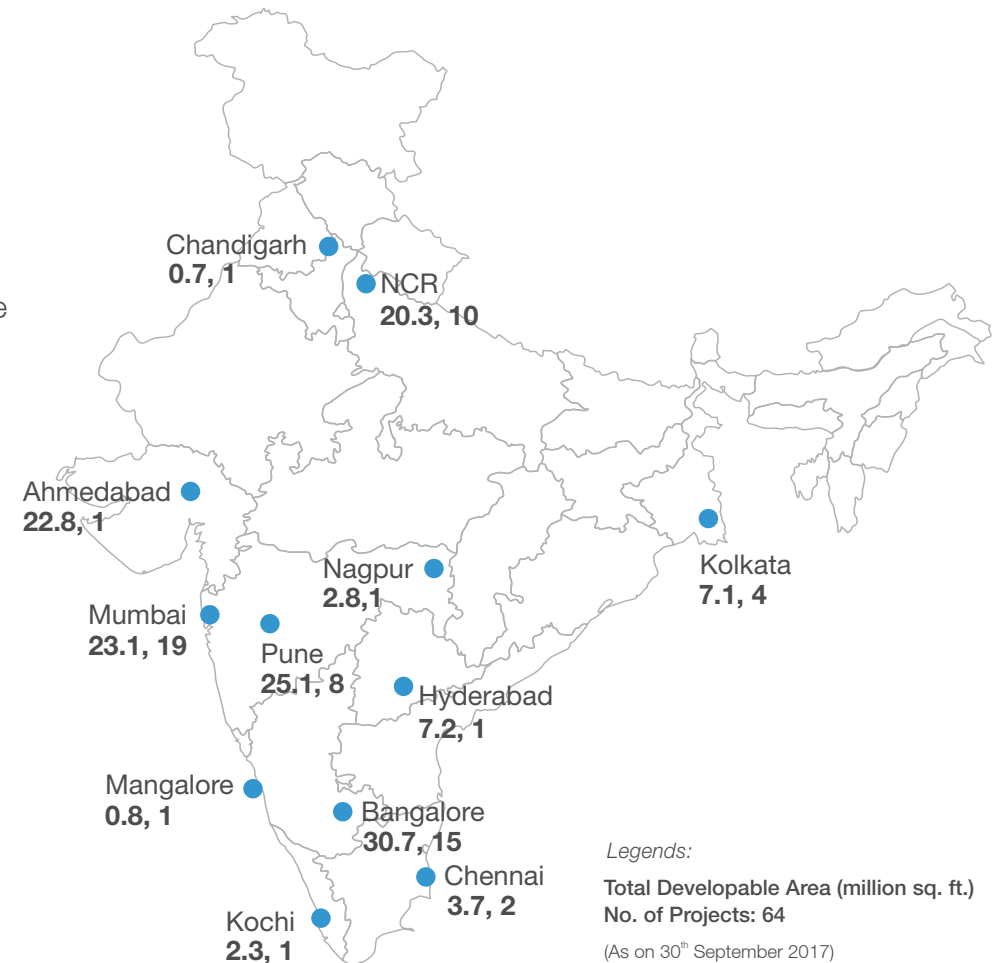 Chandigarh
0.7, 1
NCR
20.3, 10
e
Ahmedabad
22.8, 1
Nagpur
2.8,1
Kolkata
7.1, 4
Mumbai
23.1, 19
Pune
25.1, 8
Hyderabad
7.2, 1
Mangalore
0.8, 1
Bangalore
30.7, 15
Chennai
3.7, 2
Kochi
2.3, 1
Legends:
Total Developable Area (million sq. ft.)
No. of Projects: 64
(As on 30th September 2017)